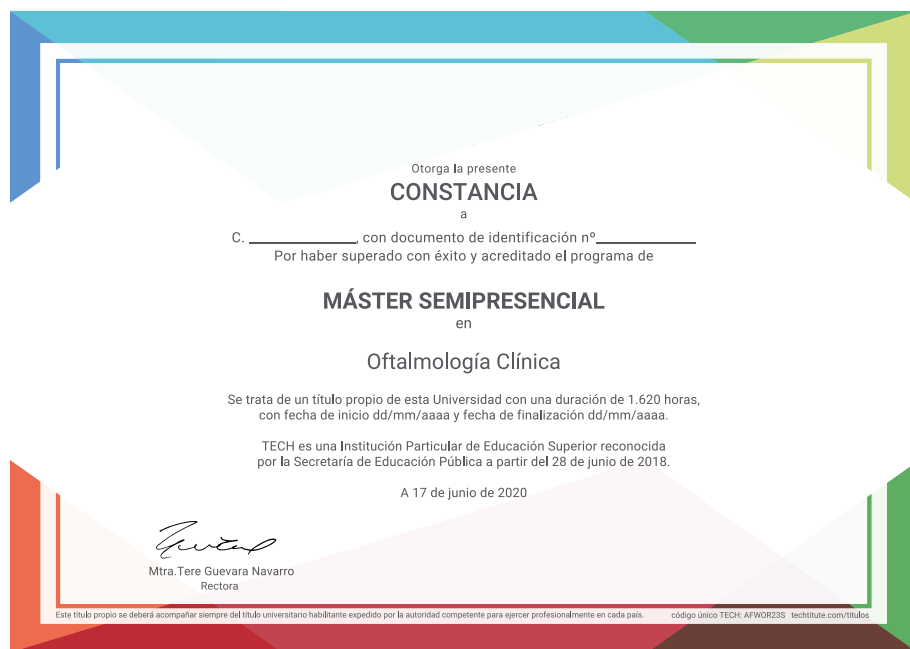 Otorga la presente
CONSTANCIA
a
C. ____________, con documento de identificación nº____________
Por haber superado con éxito y acreditado el programa de
MÁSTER SEMIPRESENCIAL
en
Oftalmología Clínica
Se trata de un título propio de esta Universidad con una duración de 1.620 horas,
con fecha de inicio dd/mm/aaaa y fecha de finalización dd/mm/aaaa.
TECH es una Institución Particular de Educación Superior reconocida
por la Secretaría de Educación Pública a partir del 28 de junio de 2018.
A 17 de junio de 2020
Mtra.Tere Guevara Navarro
Rectora
Este título propio se deberá acompañar siempre del título universitario habilitante expedido por la autoridad competente para ejercer profesionalmente en cada país. código único TECH: AFWOR23S techtitute.com/titulos